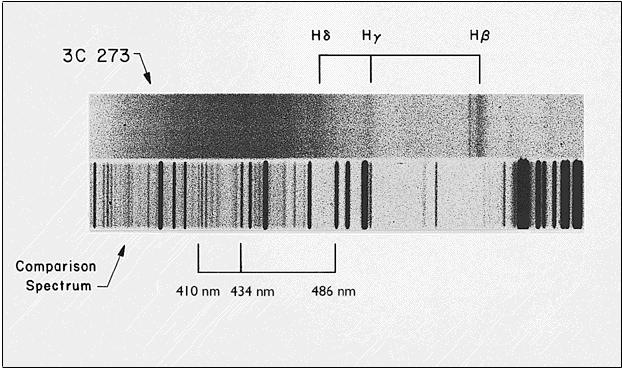 Hδ Hγ Hβ
3C 273
410 nm 434 nm 486 nm
Comparison
Spectrum